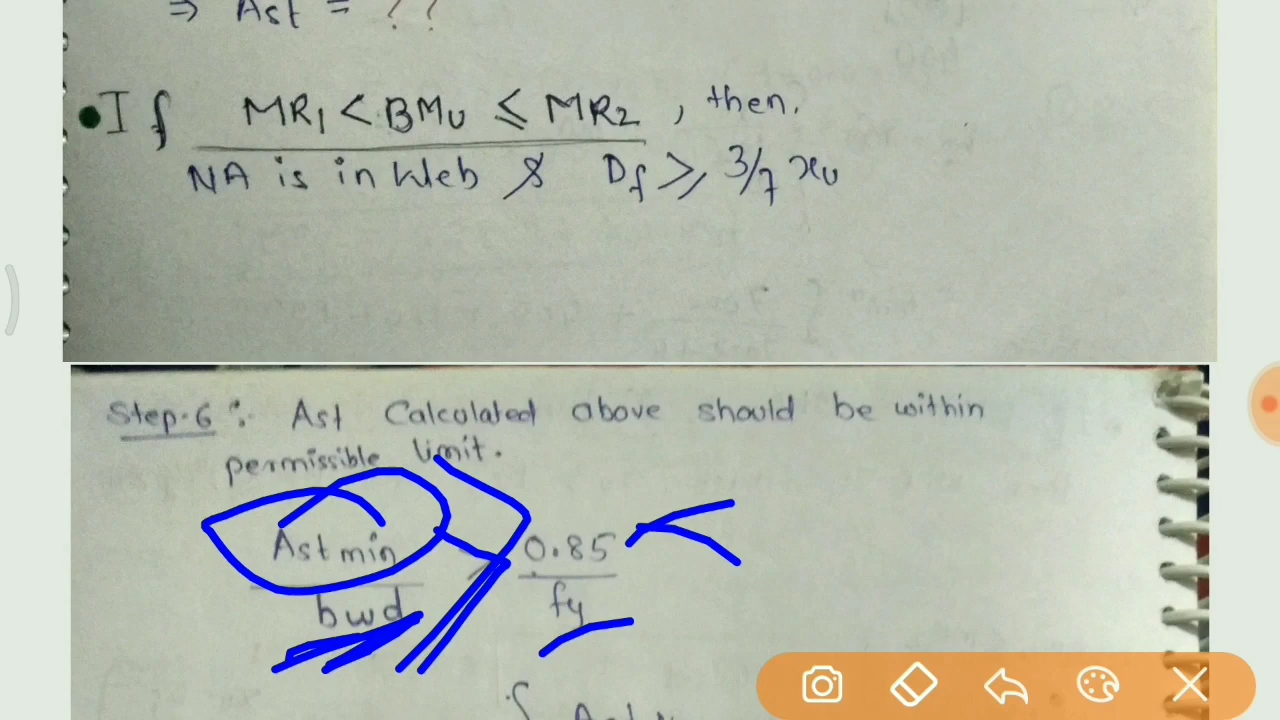 ⇒ Ast = ??
• If MR1 < BMu ≤ MR2 , then,
NA is in Web & Df ≥ 3/7 xu
Step-6 :- Ast Calculated above should be within
permissible limit.
Ast min / bwd > 0.85 / fy